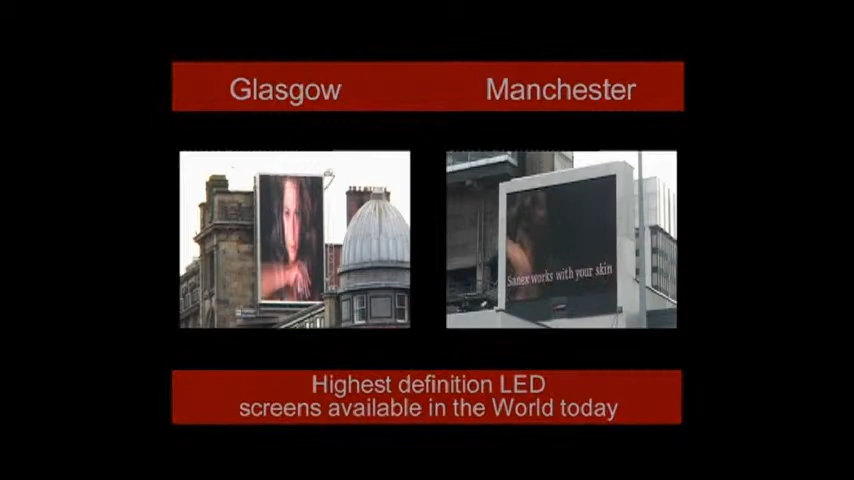 Glasgow
Manchester
Sanex works with your skin
Highest definition LED
screens available in the World today